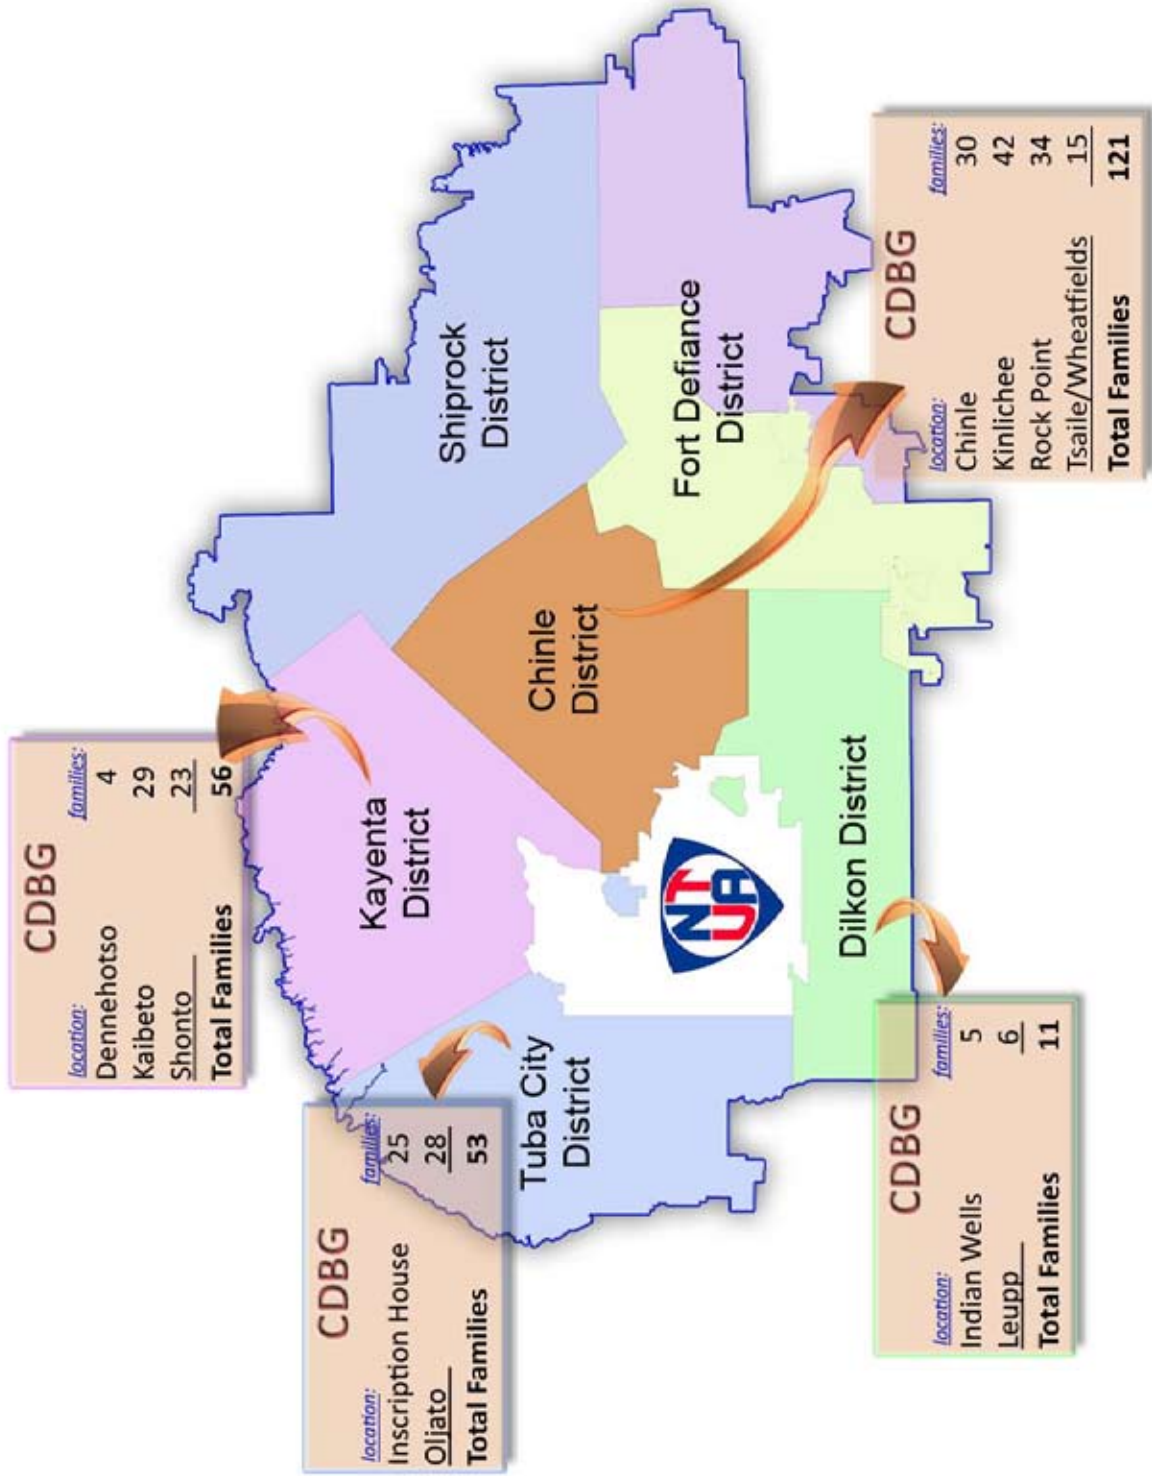 CDBG
location: families:
Dennehotso 4
Kaibeto 29
Shonto 23
Total Families 56
CDBG
location: families:
Inscription House 25
Oljato 28
Total Families 53
Kayenta
District
Shiprock
District
Tuba City
District
Chinle
District
Fort Defiance
District
NT
UA
Dilkon District
CDBG
location: families:
Indian Wells 5
Leupp 6
Total Families 11
CDBG
location: families:
Chinle 30
Kinlichee 42
Rock Point 34
Tsaile/Wheatfields 15
Total Families 121